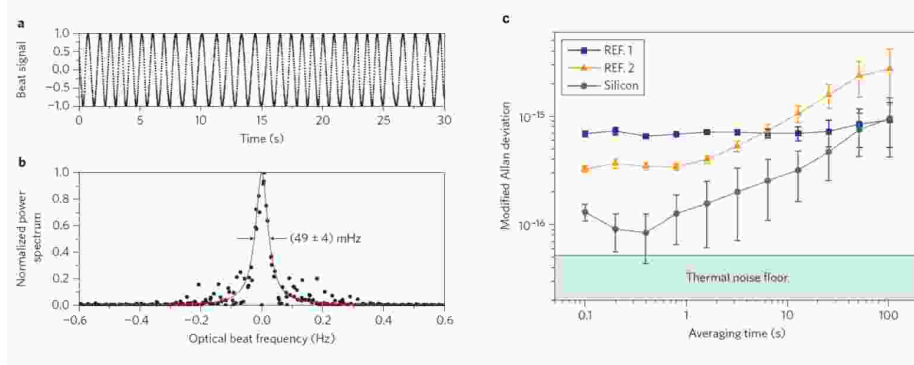 a
1.0
0.5
0.0
−0.5
−1.0
Beat signal
0 5 10 15 20 25 30
Time (s)
b
1.0
0.8
0.6
0.4
0.2
0.0
Normalized power
spectrum
(49 ± 4) mHz
−0.6 −0.4 −0.2 0.0 0.2 0.4 0.6
Optical beat frequency (Hz)
c
REF. 1
REF. 2
Silicon
10⁻¹⁵
10⁻¹⁶
Modified Allan deviation
Thermal noise floor
0.1 1 10 100
Averaging time (s)